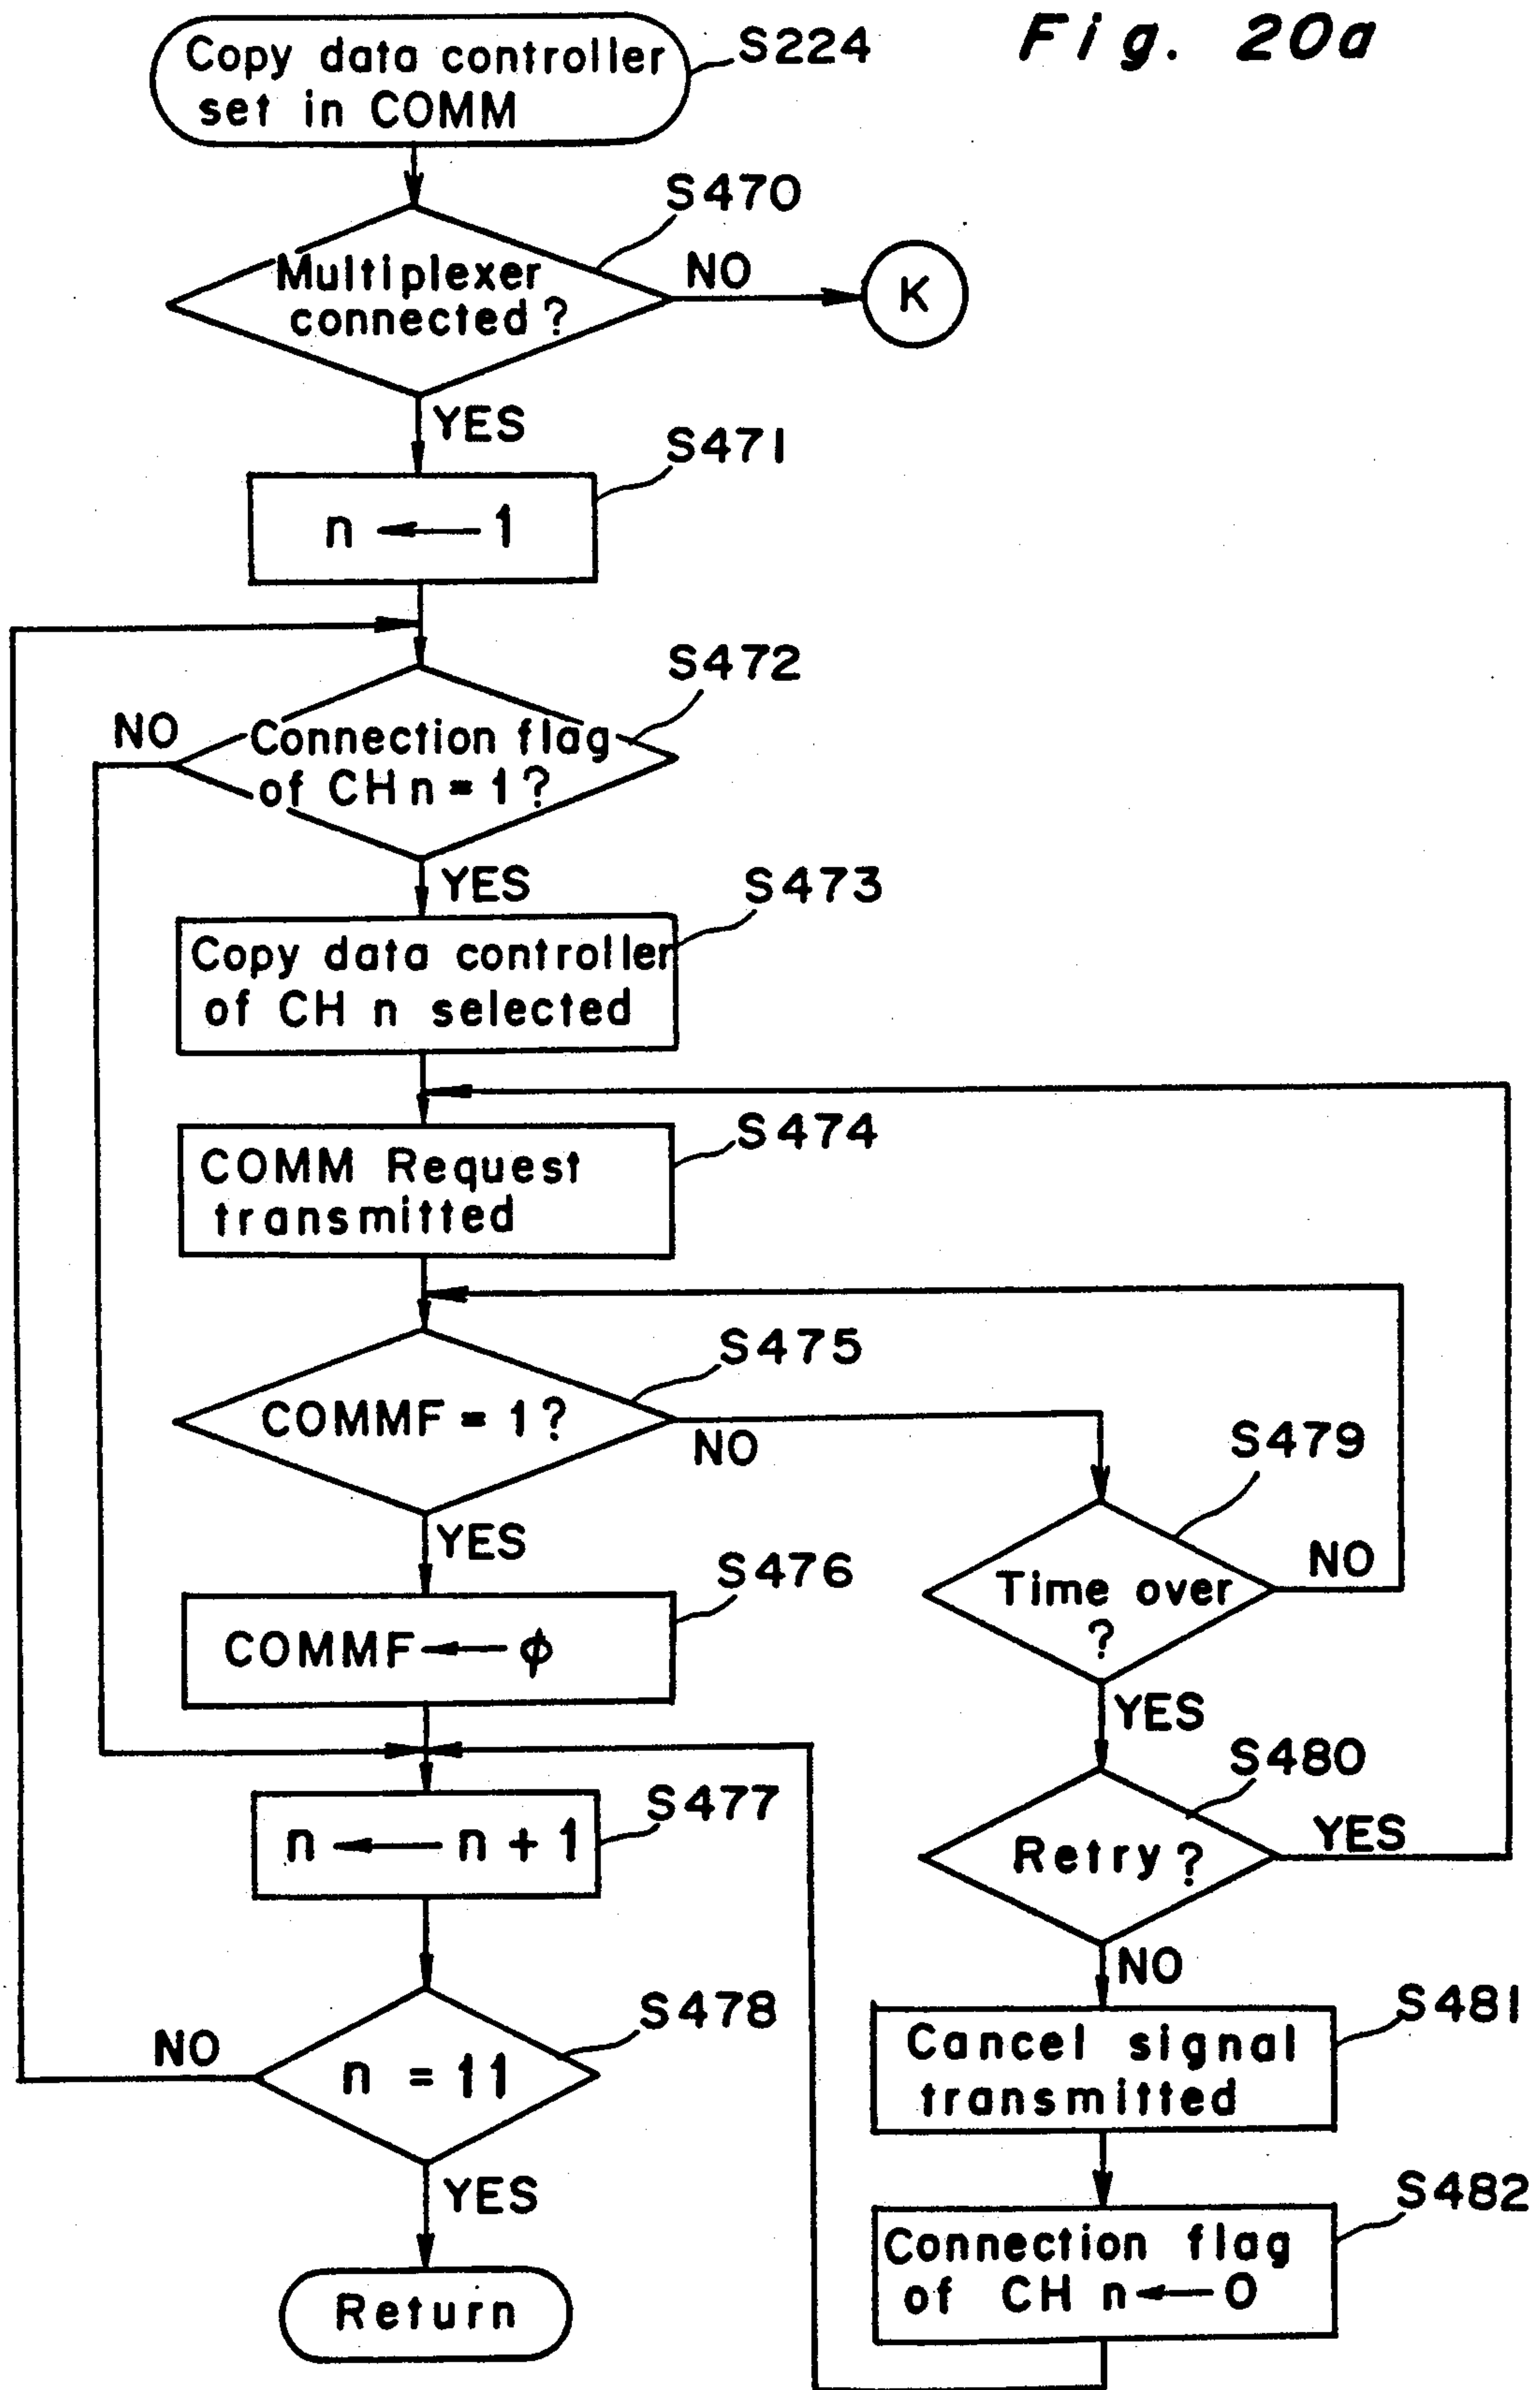 Fig. 20a
Copy data controller
set in COMM
S224
S470
Multiplexer
connected?
NO
K
YES
S471
n ← 1
S472
NO
Connection flag
of CHn = 1?
YES
S473
Copy data controller
of CH n selected
S474
COMM Request
transmitted
S475
COMMF = 1?
NO
S479
YES
Time over
?
NO
S476
COMMF ← ϕ
YES
S480
S477
n ← n + 1
Retry?
YES
NO
S478
NO
n = 11
S481
Cancel signal
transmitted
YES
S482
Connection flag
of CH n ← 0
Return